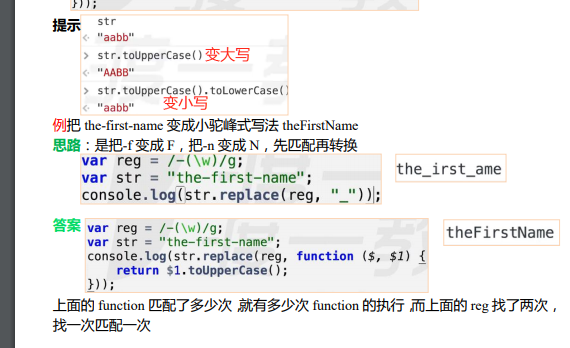 }));
提示
str
"aabb"
str.toUpperCase() 变大写
"AABB"
str.toUpperCase().toLowerCase()
"aabb" 变小写
例把 the-first-name 变成小驼峰式写法 theFirstName
思路：是把-f 变成 F，把-n 变成 N，先匹配再转换
var reg = /-(\w)/g;
var str = "the-first-name";
console.log(str.replace(reg, "_"));
the_irst_ame
答案
var reg = /-(\w)/g;
var str = "the-first-name";
console.log(str.replace(reg, function ($, $1) {
return $1.toUpperCase();
}));
theFirstName
上面的 function 匹配了多少次，就有多少次 function 的执行，而上面的 reg 找了两次，
找一次匹配一次